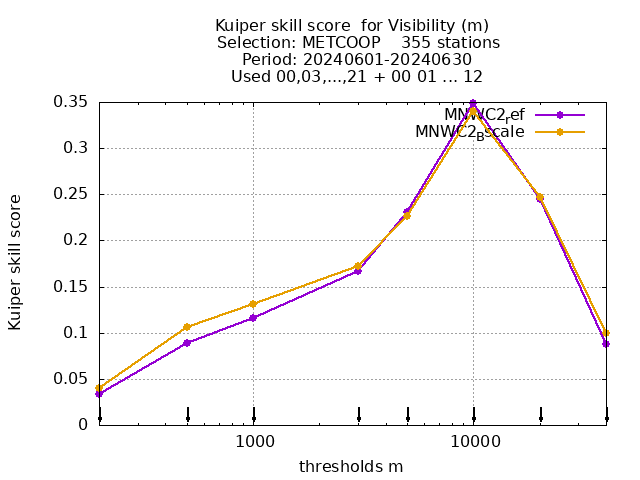 Kuiper skill score  for Visibility (m)
Selection: METCOOP    355 stations
Period: 20240601-20240630
Used 00,03,...,21 + 00 01 ... 12
MNWC2ref
MNWC2Bscale
0.35
0.3
0.25
0.2
0.15
0.1
0.05
0
Kuiper skill score
1000
10000
thresholds m